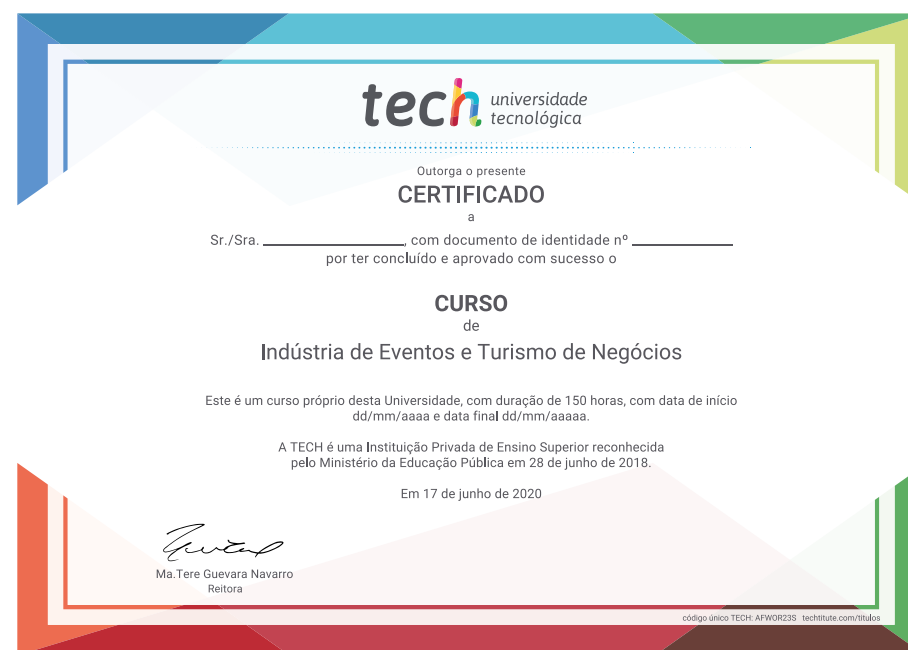 tech universidade
tecnológica
Outorga o presente
CERTIFICADO
a
Sr./Sra. ____________, com documento de identidade nº ____________
por ter concluído e aprovado com sucesso o
CURSO
de
Indústria de Eventos e Turismo de Negócios
Este é um curso próprio desta Universidade, com duração de 150 horas, com data de início
dd/mm/aaaa e data final dd/mm/aaaaa.
A TECH é uma Instituição Privada de Ensino Superior reconhecida
pelo Ministério da Educação Pública em 28 de junho de 2018.
Em 17 de junho de 2020
Ma.Tere Guevara Navarro
Reitora
código único TECH: AFWOR23S techtitute.com/titulos